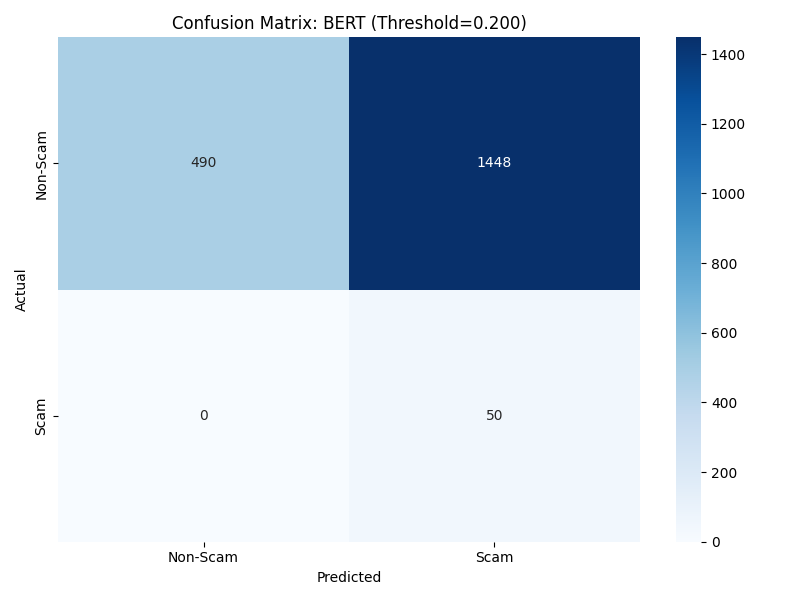 Confusion Matrix: BERT (Threshold=0.200)
Actual
Non-Scam
490
1448
Scam
0
50
Non-Scam
Scam
Predicted
1400
1200
1000
800
600
400
200
0